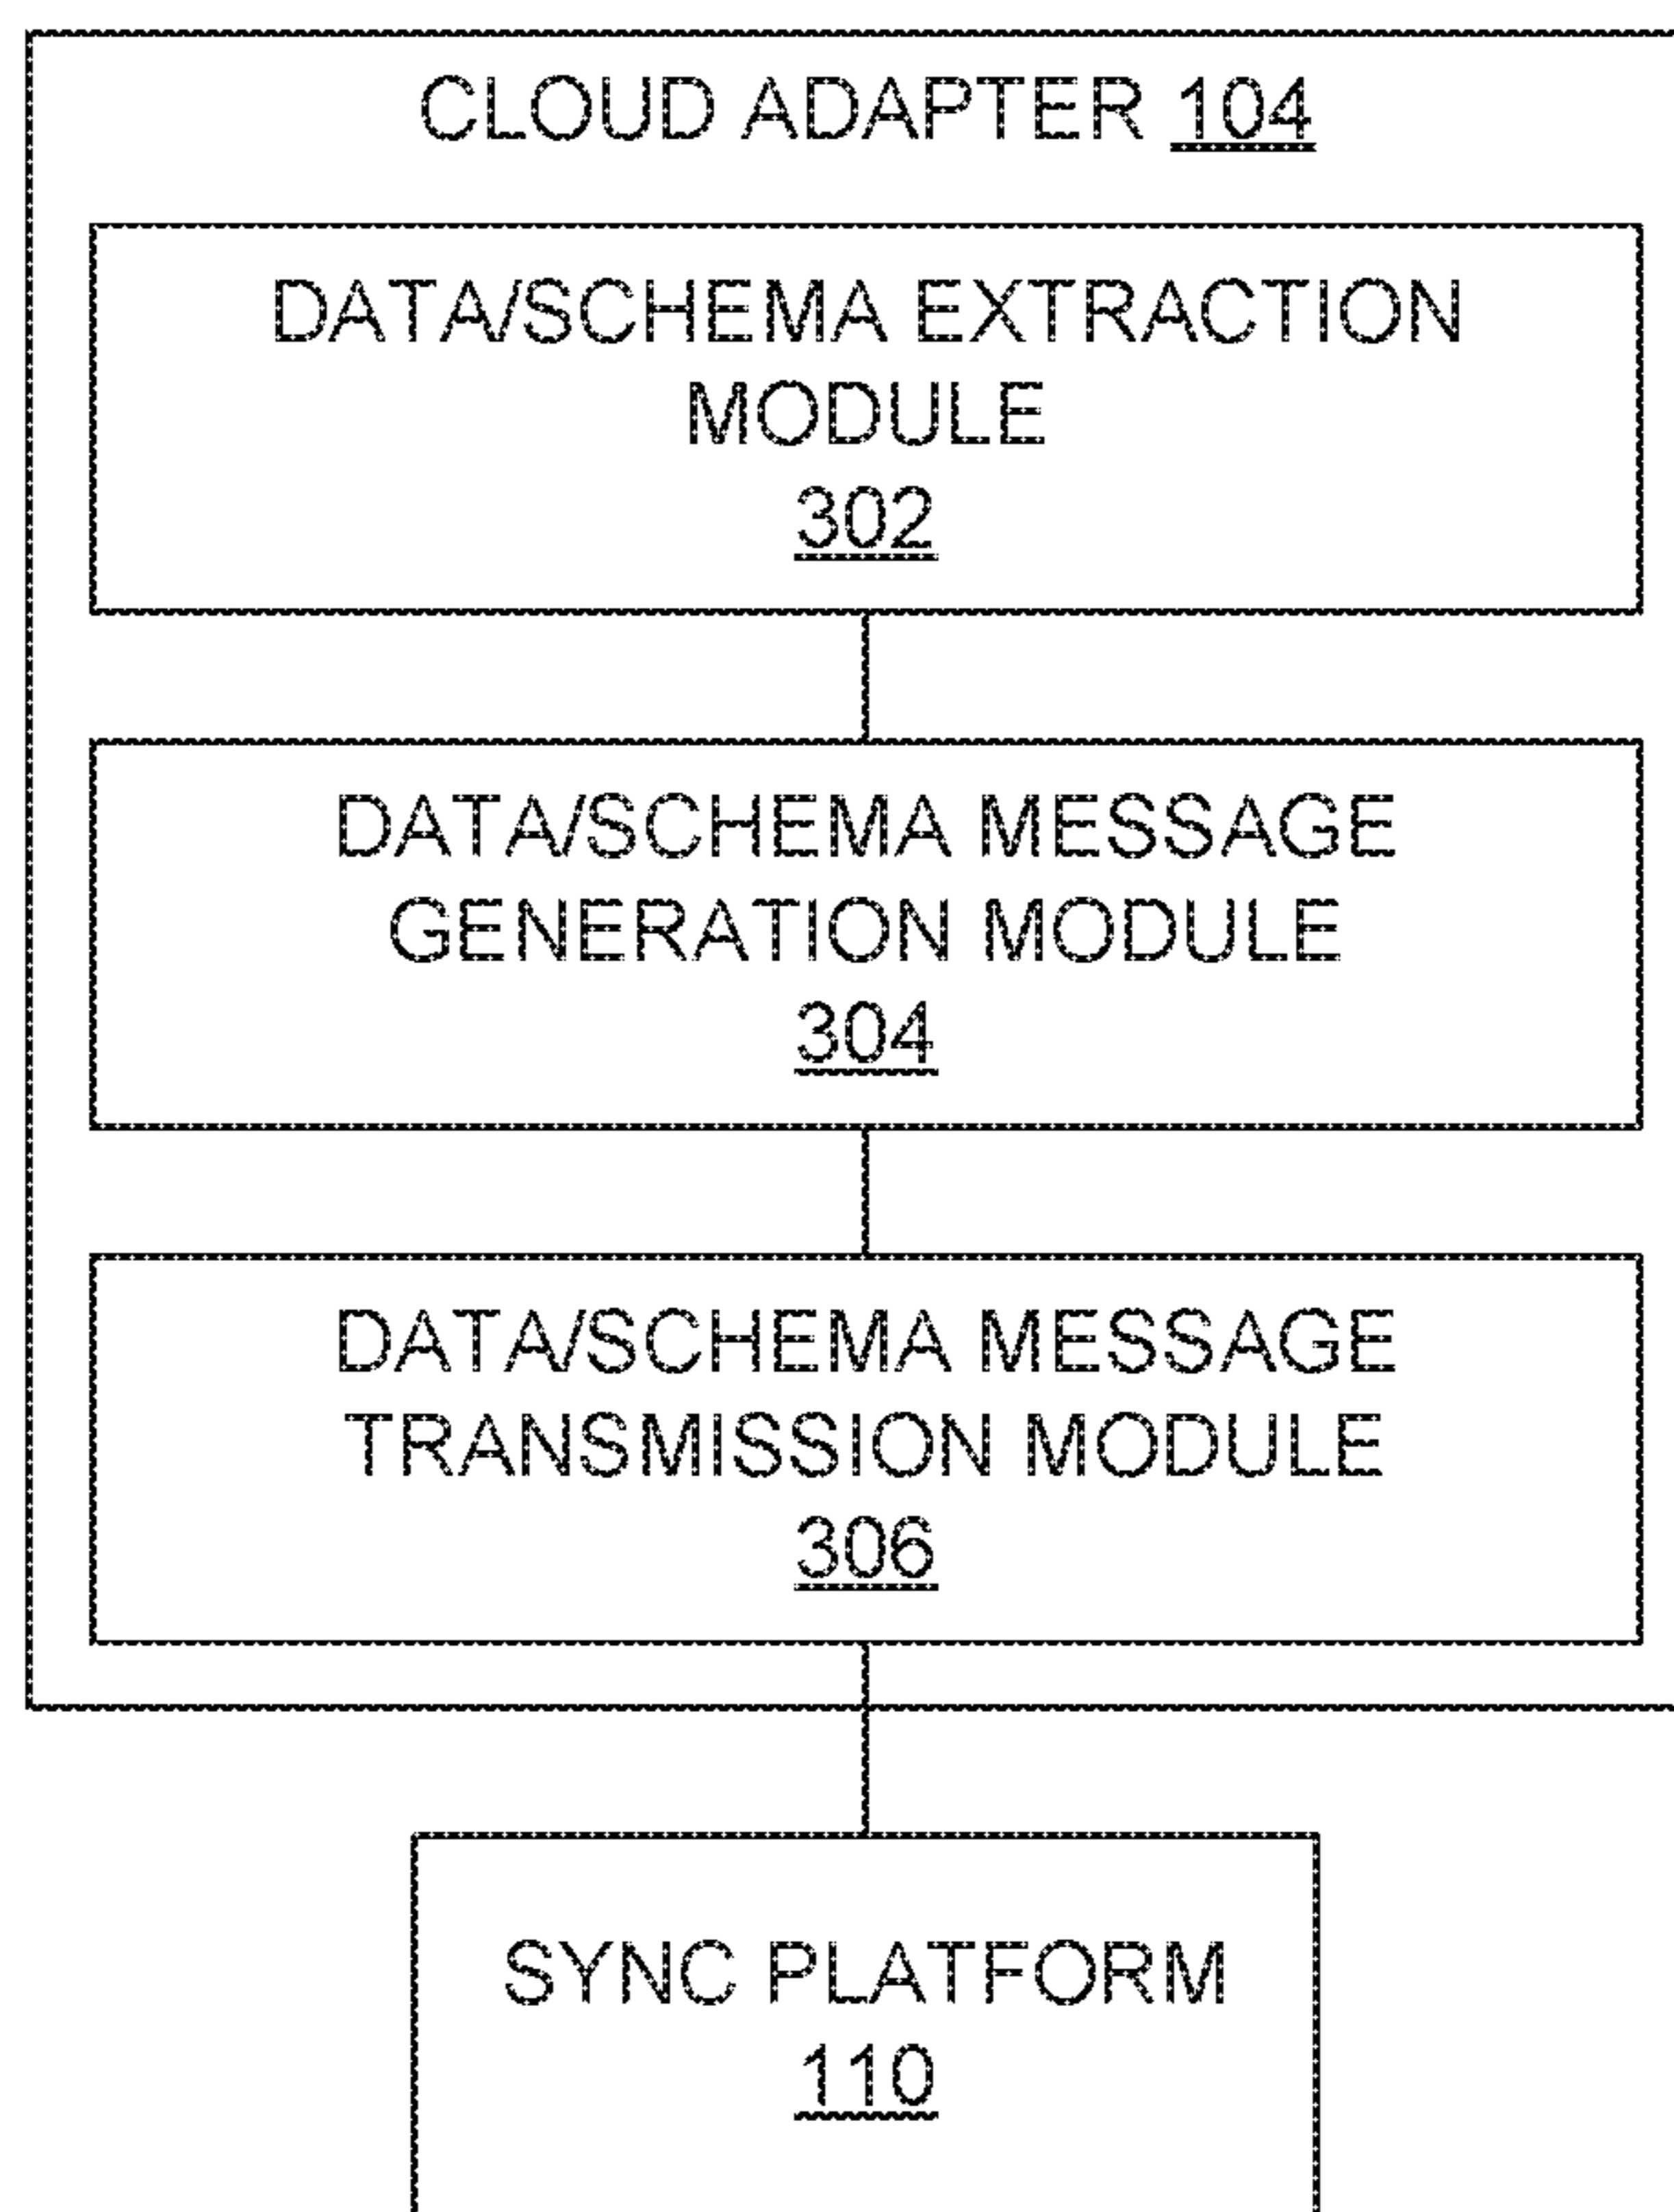 CLOUD ADAPTER 104
DATA/SCHEMA EXTRACTION
MODULE
302
DATA/SCHEMA MESSAGE
GENERATION MODULE
304
DATA/SCHEMA MESSAGE
TRANSMISSION MODULE
306
SYNC PLATFORM
110